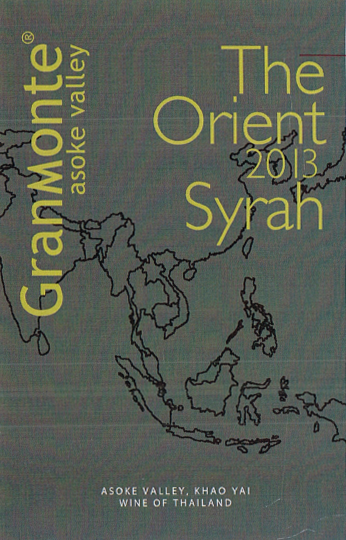 GranMonte®
asoke valley
The
Orient
2013
Syrah
ASOKE VALLEY, KHAO YAI
WINE OF THAILAND